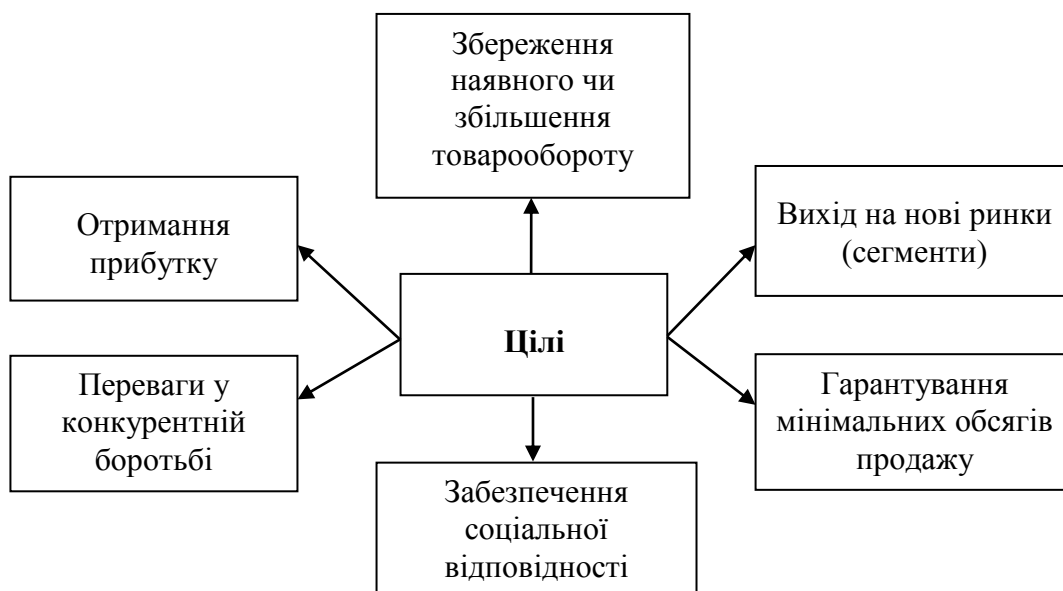 Збереження
наявного чи
збільшення
товарообороту
Отримання
прибутку
Вихід на нові ринки
(сегменти)
Цілі
Переваги у
конкурентній
боротьбі
Гарантування
мінімальних обсягів
продажу
Забезпечення
соціальної
відповідності